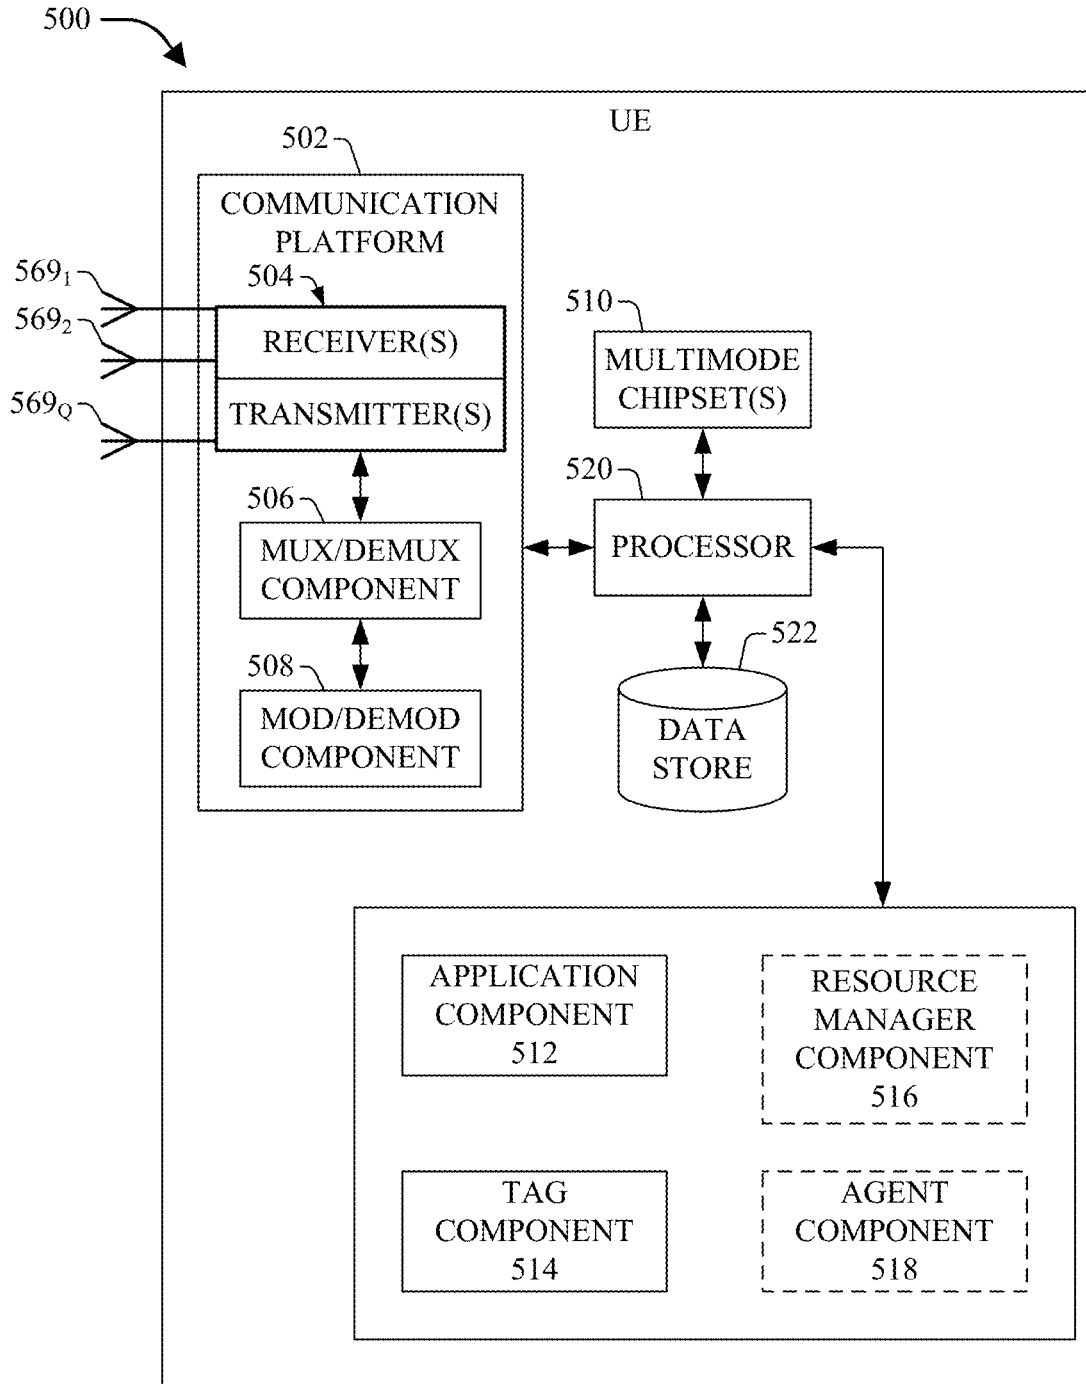 500
UE
502
COMMUNICATION
PLATFORM
569₁
504
RECEIVER(S)
569₂
TRANSMITTER(S)
569Q
506
MUX/DEMUX
COMPONENT
508
MOD/DEMOD
COMPONENT
510
MULTIMODE
CHIPSET(S)
520
PROCESSOR
522
DATA
STORE
APPLICATION
COMPONENT
512
RESOURCE
MANAGER
COMPONENT
516
TAG
COMPONENT
514
AGENT
COMPONENT
518